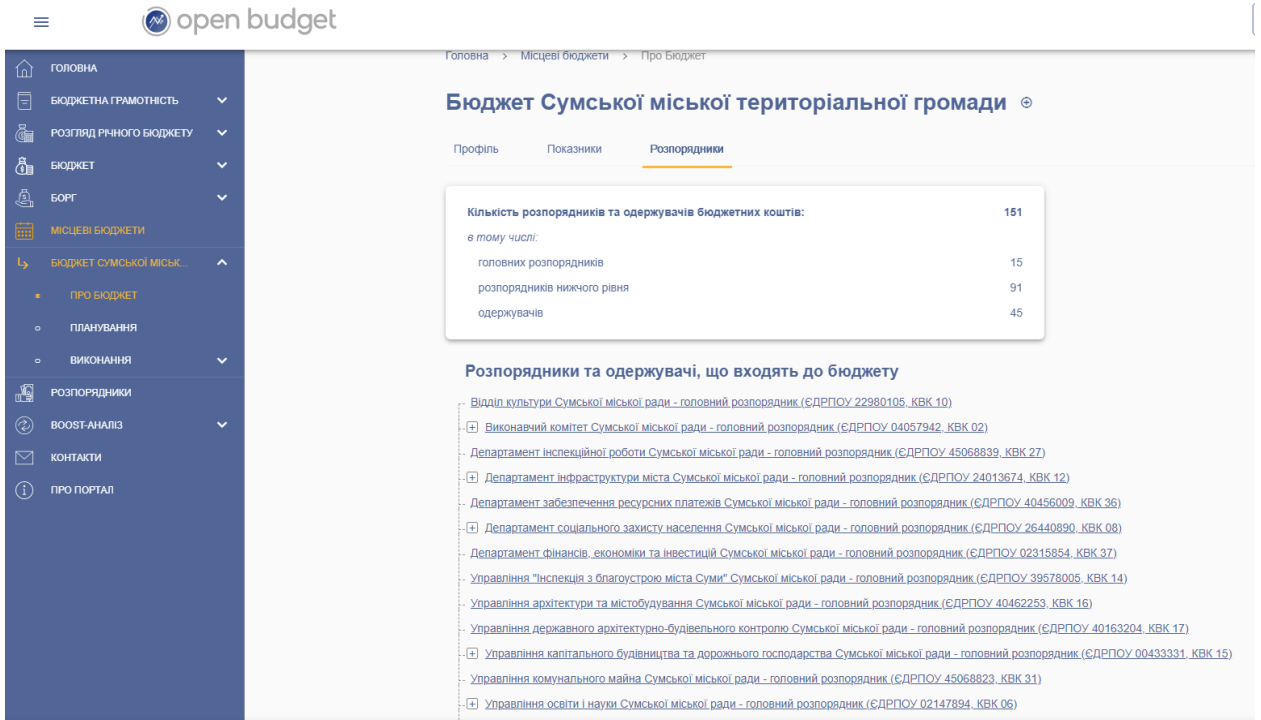 open budget
ГОЛОВНА
БЮДЖЕТНА ГРАМОТНІСТЬ
РОЗГЛЯД РІЧНОГО БЮДЖЕТУ
БЮДЖЕТ
БОРГ
МІСЦЕВІ БЮДЖЕТИ
БЮДЖЕТ СУМСЬКОЇ МІСЬК...
ПРО БЮДЖЕТ
ПЛАНУВАННЯ
ВИКОНАННЯ
РОЗПОРЯДНИКИ
BOOST-АНАЛІЗ
КОНТАКТИ
ПРО ПОРТАЛ
Головна > Місцеві бюджети > Про Бюджет
Бюджет Сумської міської територіальної громади
Профіль Показники Розпорядники
Кількість розпорядників та одержувачів бюджетних коштів: 151
в тому числі:
головних розпорядників 15
розпорядників нижчого рівня 91
одержувачів 45
Розпорядники та одержувачі, що входять до бюджету
Відділ культури Сумської міської ради - головний розпорядник (ЄДРПОУ 22980105, КВК 10)
Виконавчий комітет Сумської міської ради - головний розпорядник (ЄДРПОУ 04057942, КВК 02)
Департамент інспекційної роботи Сумської міської ради - головний розпорядник (ЄДРПОУ 45068839, КВК 27)
Департамент інфраструктури міста Сумської міської ради - головний розпорядник (ЄДРПОУ 24013674, КВК 12)
Департамент забезпечення ресурсних платежів Сумської міської ради - головний розпорядник (ЄДРПОУ 40456009, КВК 36)
Департамент соціального захисту населення Сумської міської ради - головний розпорядник (ЄДРПОУ 26440890, КВК 08)
Департамент фінансів, економіки та інвестицій Сумської міської ради - головний розпорядник (ЄДРПОУ 02315854, КВК 37)
Управління "Інспекція з благоустрою міста Суми" Сумської міської ради - головний розпорядник (ЄДРПОУ 39578005, КВК 14)
Управління архітектури та містобудування Сумської міської ради - головний розпорядник (ЄДРПОУ 40462253, КВК 16)
Управління державного архітектурно-будівельного контролю Сумської міської ради - головний розпорядник (ЄДРПОУ 40163204, КВК 17)
Управління капітального будівництва та дорожнього господарства Сумської міської ради - головний розпорядник (ЄДРПОУ 00433331, КВК 15)
Управління комунального майна Сумської міської ради - головний розпорядник (ЄДРПОУ 45068823, КВК 31)
Управління освіти і науки Сумської міської ради - головний розпорядник (ЄДРПОУ 02147894, КВК 06)